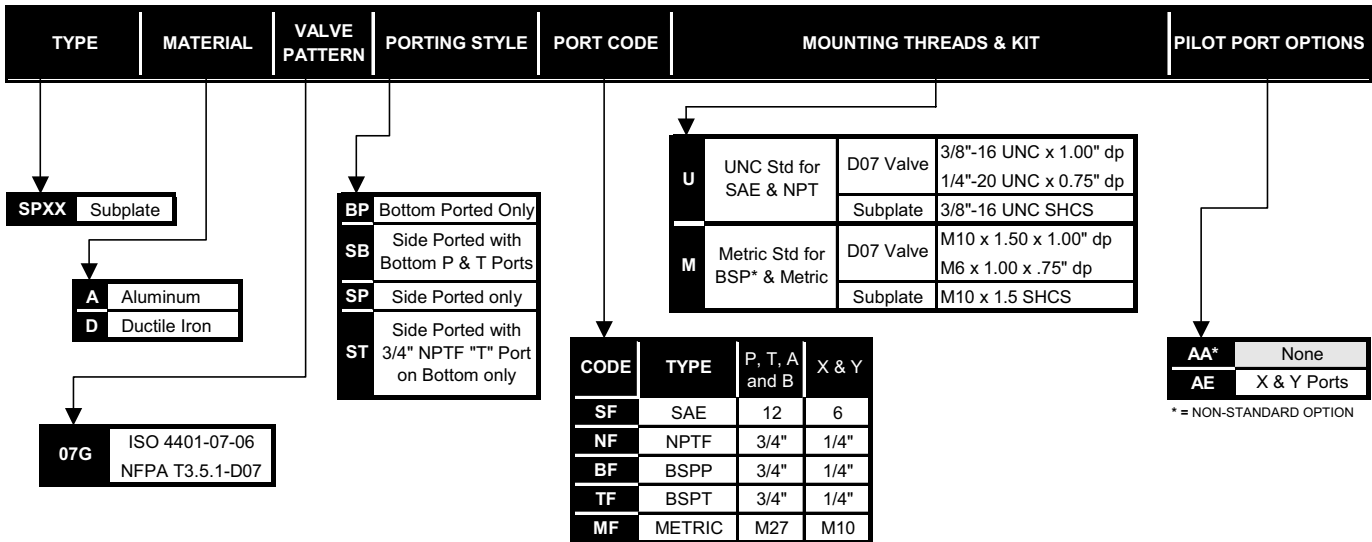 TYPE
MATERIAL
VALVE
PATTERN
PORTING STYLE
PORT CODE
MOUNTING THREADS & KIT
PILOT PORT OPTIONS
SPXX Subplate
A Aluminum
D Ductile Iron
07G
ISO 4401-07-06
NFPA T3.5.1-D07
BP Bottom Ported Only
SB
Side Ported with
Bottom P & T Ports
SP Side Ported only
ST
Side Ported with
3/4" NPTF "T" Port
on Bottom only
CODE TYPE P, T, A and B X & Y
SF SAE 12 6
NF NPTF 3/4" 1/4"
BF BSPP 3/4" 1/4"
TF BSPT 3/4" 1/4"
MF METRIC M27 M10
U
UNC Std for
SAE & NPT
D07 Valve
3/8"-16 UNC x 1.00" dp
1/4"-20 UNC x 0.75" dp
Subplate 3/8"-16 UNC SHCS
M
Metric Std for
BSP* & Metric
D07 Valve
M10 x 1.50 x 1.00" dp
M6 x 1.00 x .75" dp
Subplate M10 x 1.5 SHCS
AA* None
AE X & Y Ports
* = NON-STANDARD OPTION